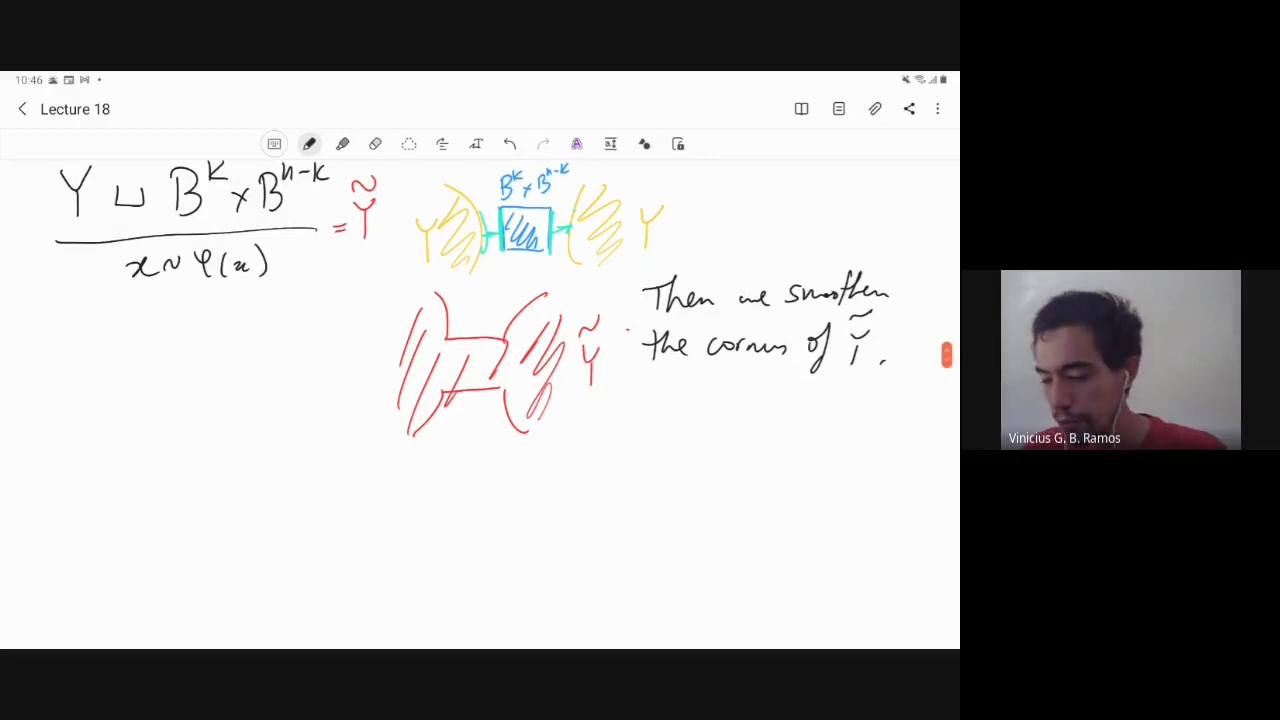 10:46
Lecture 18
Y ⊔ B^k × B^{n-k}
x ~ φ(x)
= Ỹ
B^k × B^{n-k}
Y
Y
Ỹ
Then we smoothen
the corners of Ỹ.
Vinicius G. B. Ramos